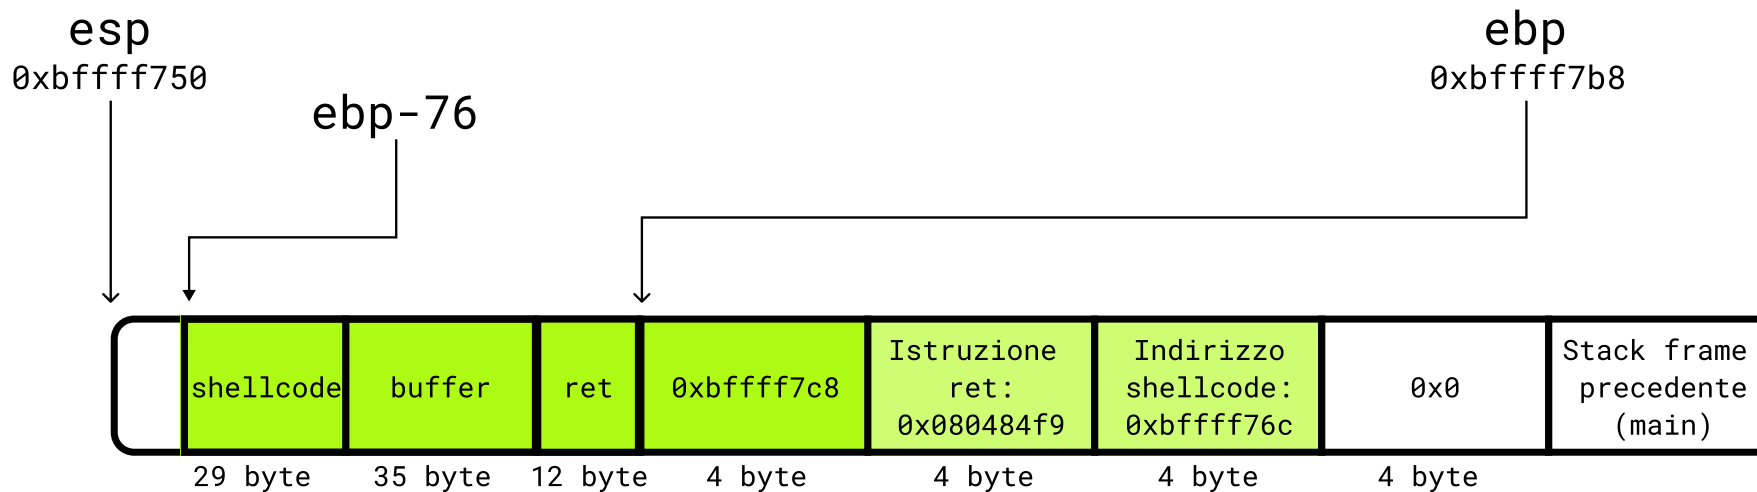 esp
0xbffff750
ebp-76
ebp
0xbffff7b8
shellcode
buffer
ret
0xbffff7c8
Istruzione
ret:
0x080484f9
Indirizzo
shellcode:
0xbffff76c
0x0
Stack frame
precedente
(main)
29 byte
35 byte
12 byte
4 byte
4 byte
4 byte
4 byte